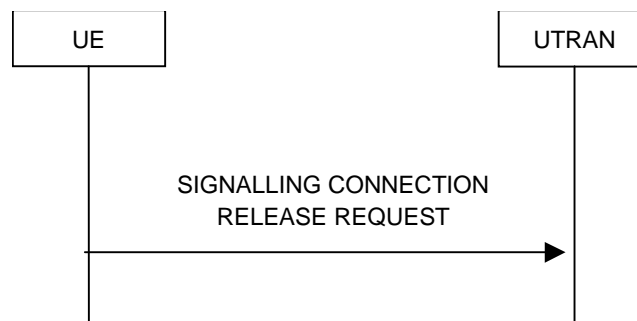 UE
UTRAN
SIGNALLING CONNECTION
RELEASE REQUEST